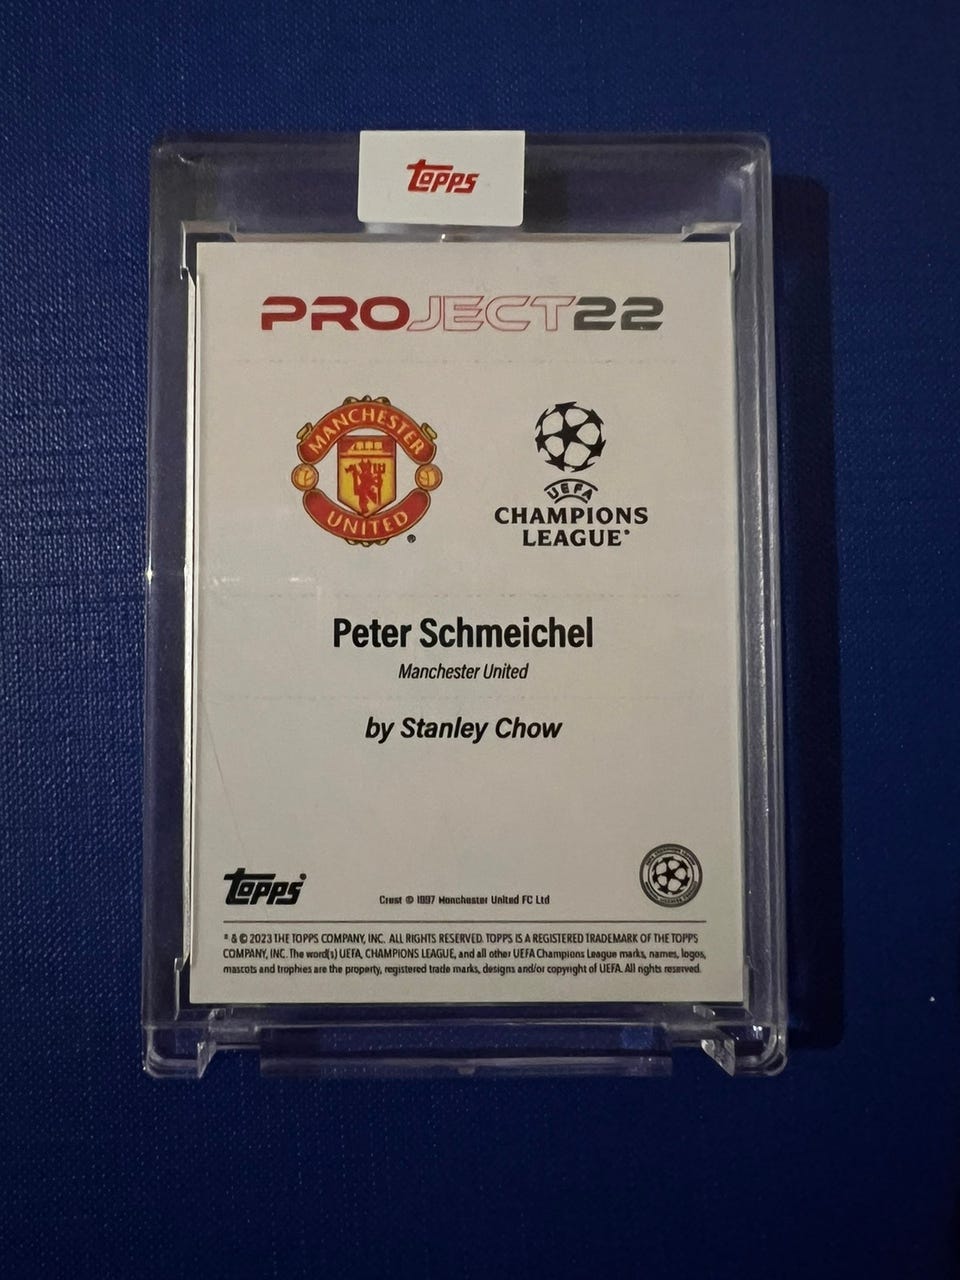 Topps
PROJECT22
MANCHESTER
UNITED
®
UEFA
CHAMPIONS
LEAGUE®
Peter Schmeichel
Manchester United
by Stanley Chow
Topps®
Crest © 1997 Manchester United FC Ltd
® & © 2023 THE TOPPS COMPANY, INC. ALL RIGHTS RESERVED. TOPPS IS A REGISTERED TRADEMARK OF THE TOPPS
COMPANY, INC. The word(s) UEFA, CHAMPIONS LEAGUE, and all other UEFA Champions League marks, names, logos,
mascots and trophies are the property, registered trade marks, designs and/or copyright of UEFA. All rights reserved.